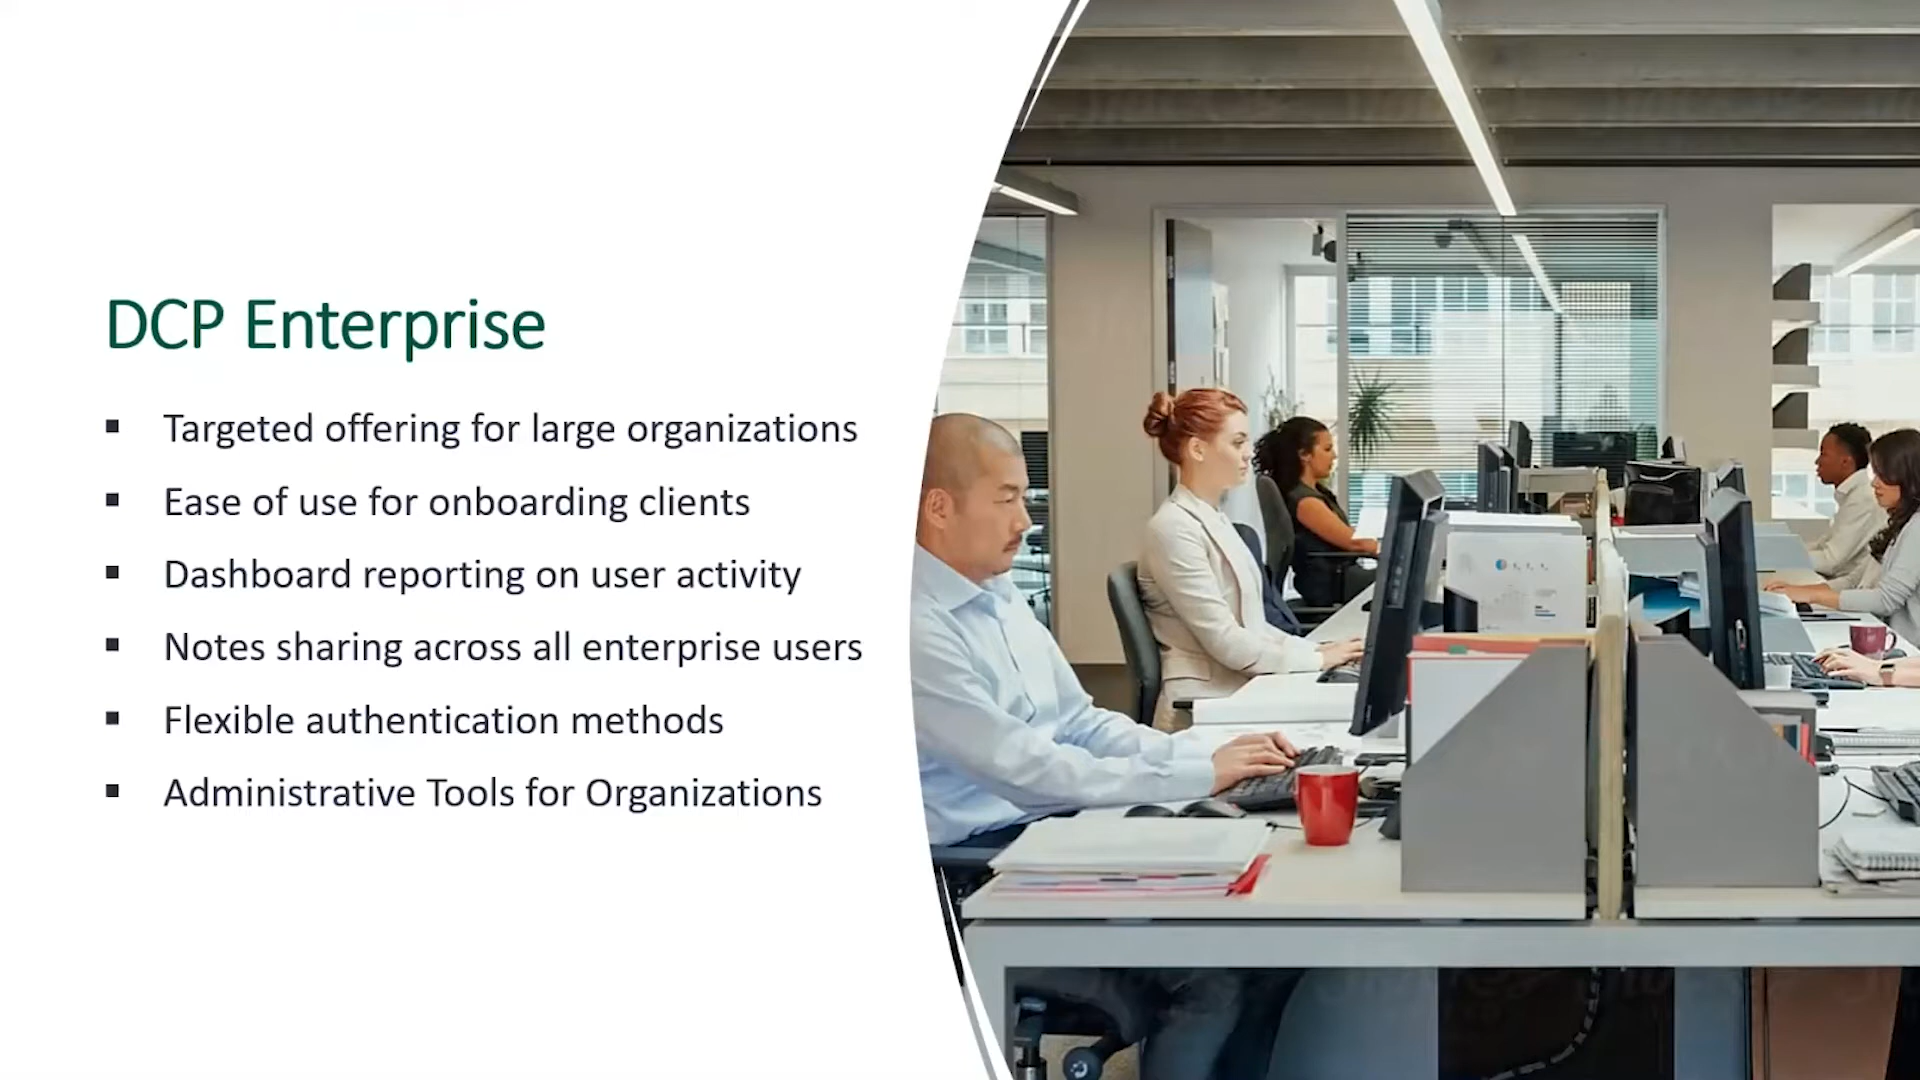 DCP Enterprise
▪ Targeted offering for large organizations
▪ Ease of use for onboarding clients
▪ Dashboard reporting on user activity
▪ Notes sharing across all enterprise users
▪ Flexible authentication methods
▪ Administrative Tools for Organizations